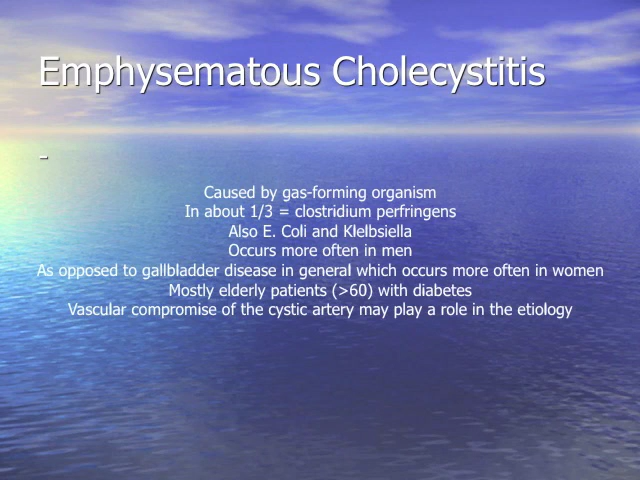 Emphysematous Cholecystitis
-
Caused by gas-forming organism
In about 1/3 = clostridium perfringens
Also E. Coli and Klelbsiella
Occurs more often in men
As opposed to gallbladder disease in general which occurs more often in women
Mostly elderly patients (>60) with diabetes
Vascular compromise of the cystic artery may play a role in the etiology